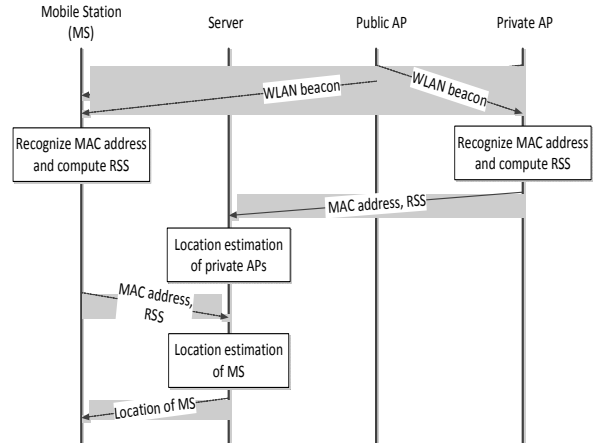 Mobile Station
(MS)
Server
Public AP
Private AP
WLAN beacon
WLAN beacon
Recognize MAC address
and compute RSS
Recognize MAC address
and compute RSS
MAC address, RSS
Location estimation
of private APs
MAC address,
RSS
Location estimation
of MS
Location of MS